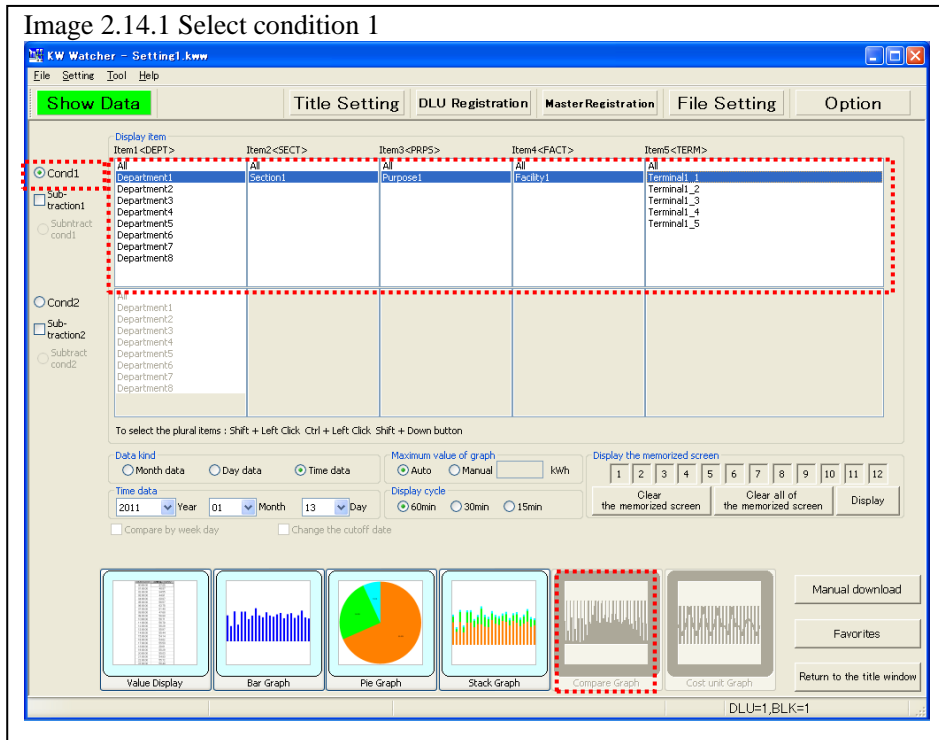 Image 2.14.1 Select condition 1
KW Watcher - Setting1.kww
File Setting Tool Help
Show Data Title Setting DLU Registration Master Registration File Setting Option
Display item
Item1<DEPT> Item2<SECT> Item3<PRPS> Item4<FACT> Item5<TERM>
All All All All All
Cond1 Department1 Section1 Purpose1 Facility1 Terminal1_1
Department2 Terminal1_2
Sub-
traction1 Department3 Terminal1_3
Department4 Terminal1_4
Subntract
cond1 Department5 Terminal1_5
Department6
Department7
Department8
Cond2 All
Department1
Sub-
traction2 Department2
Department3
Department4
Subtract
cond2 Department5
Department6
Department7
Department8
To select the plural items : Shift + Left Click Ctrl + Left Click Shift + Down button
Data kind Maximum value of graph Display the memorized screen
Month data Day data Time data Auto Manual kWh 1 2 3 4 5 6 7 8 9 10 11 12
Time data Display cycle
2011 Year 01 Month 13 Day 60min 30min 15min
Clear
the memorized screen
Clear all of
the memorized screen
Display
Compare by week day Change the cutoff date
Manual download
Favorites
Return to the title window
Value Display Bar Graph Pie Graph Stack Graph Compare Graph Cost unit Graph
DLU=1,BLK=1